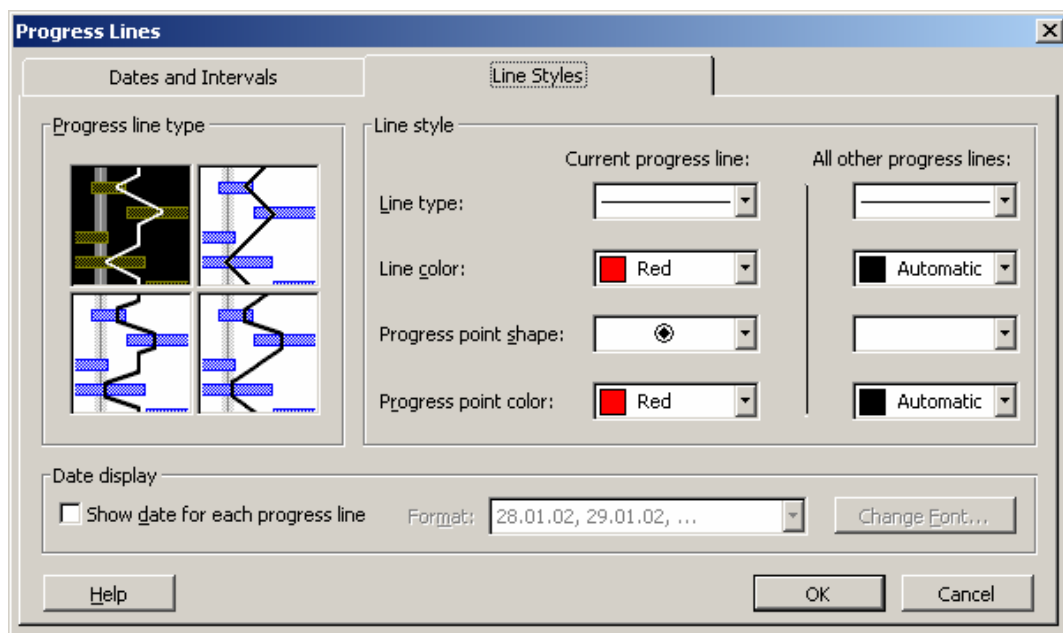 Progress Lines
Dates and Intervals
Line Styles
Progress line type
Line style
Current progress line:
All other progress lines:
Line type:
Line color:
Red
Automatic
Progress point shape:
Progress point color:
Red
Automatic
Date display
Show date for each progress line
Format:
28.01.02, 29.01.02, ...
Change Font...
Help
OK
Cancel